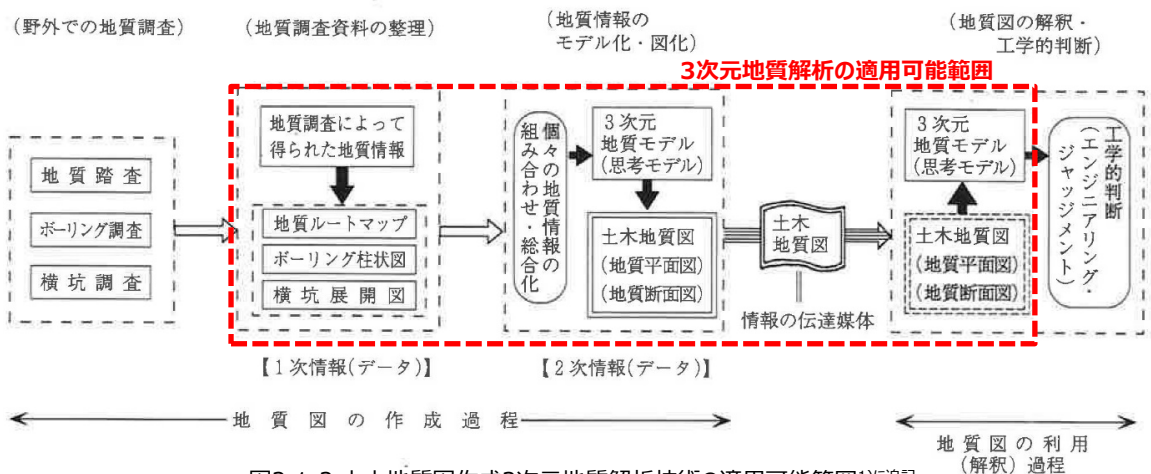 (野外での地質調査)
(地質調査資料の整理)
(地質情報の
モデル化・図化)
(地質図の解釈・
工学的判断)
3次元地質解析の適用可能範囲
地質踏査
ボーリング調査
横坑調査
地質調査によって
得られた地質情報
地質ルートマップ
ボーリング柱状図
横坑展開図
個々の地質情報の
組み合わせ・総合化
3次元
地質モデル
(思考モデル)
土木地質図
(地質平面図)
(地質断面図)
土木
地質図
情報の伝達媒体
3次元
地質モデル
(思考モデル)
土木地質図
(地質平面図)
(地質断面図)
工学的判断
(エンジニアリング・
ジャッジメント)
【1次情報(データ)】
【2次情報(データ)】
地質図の作成過程
地質図の利用
(解釈)過程